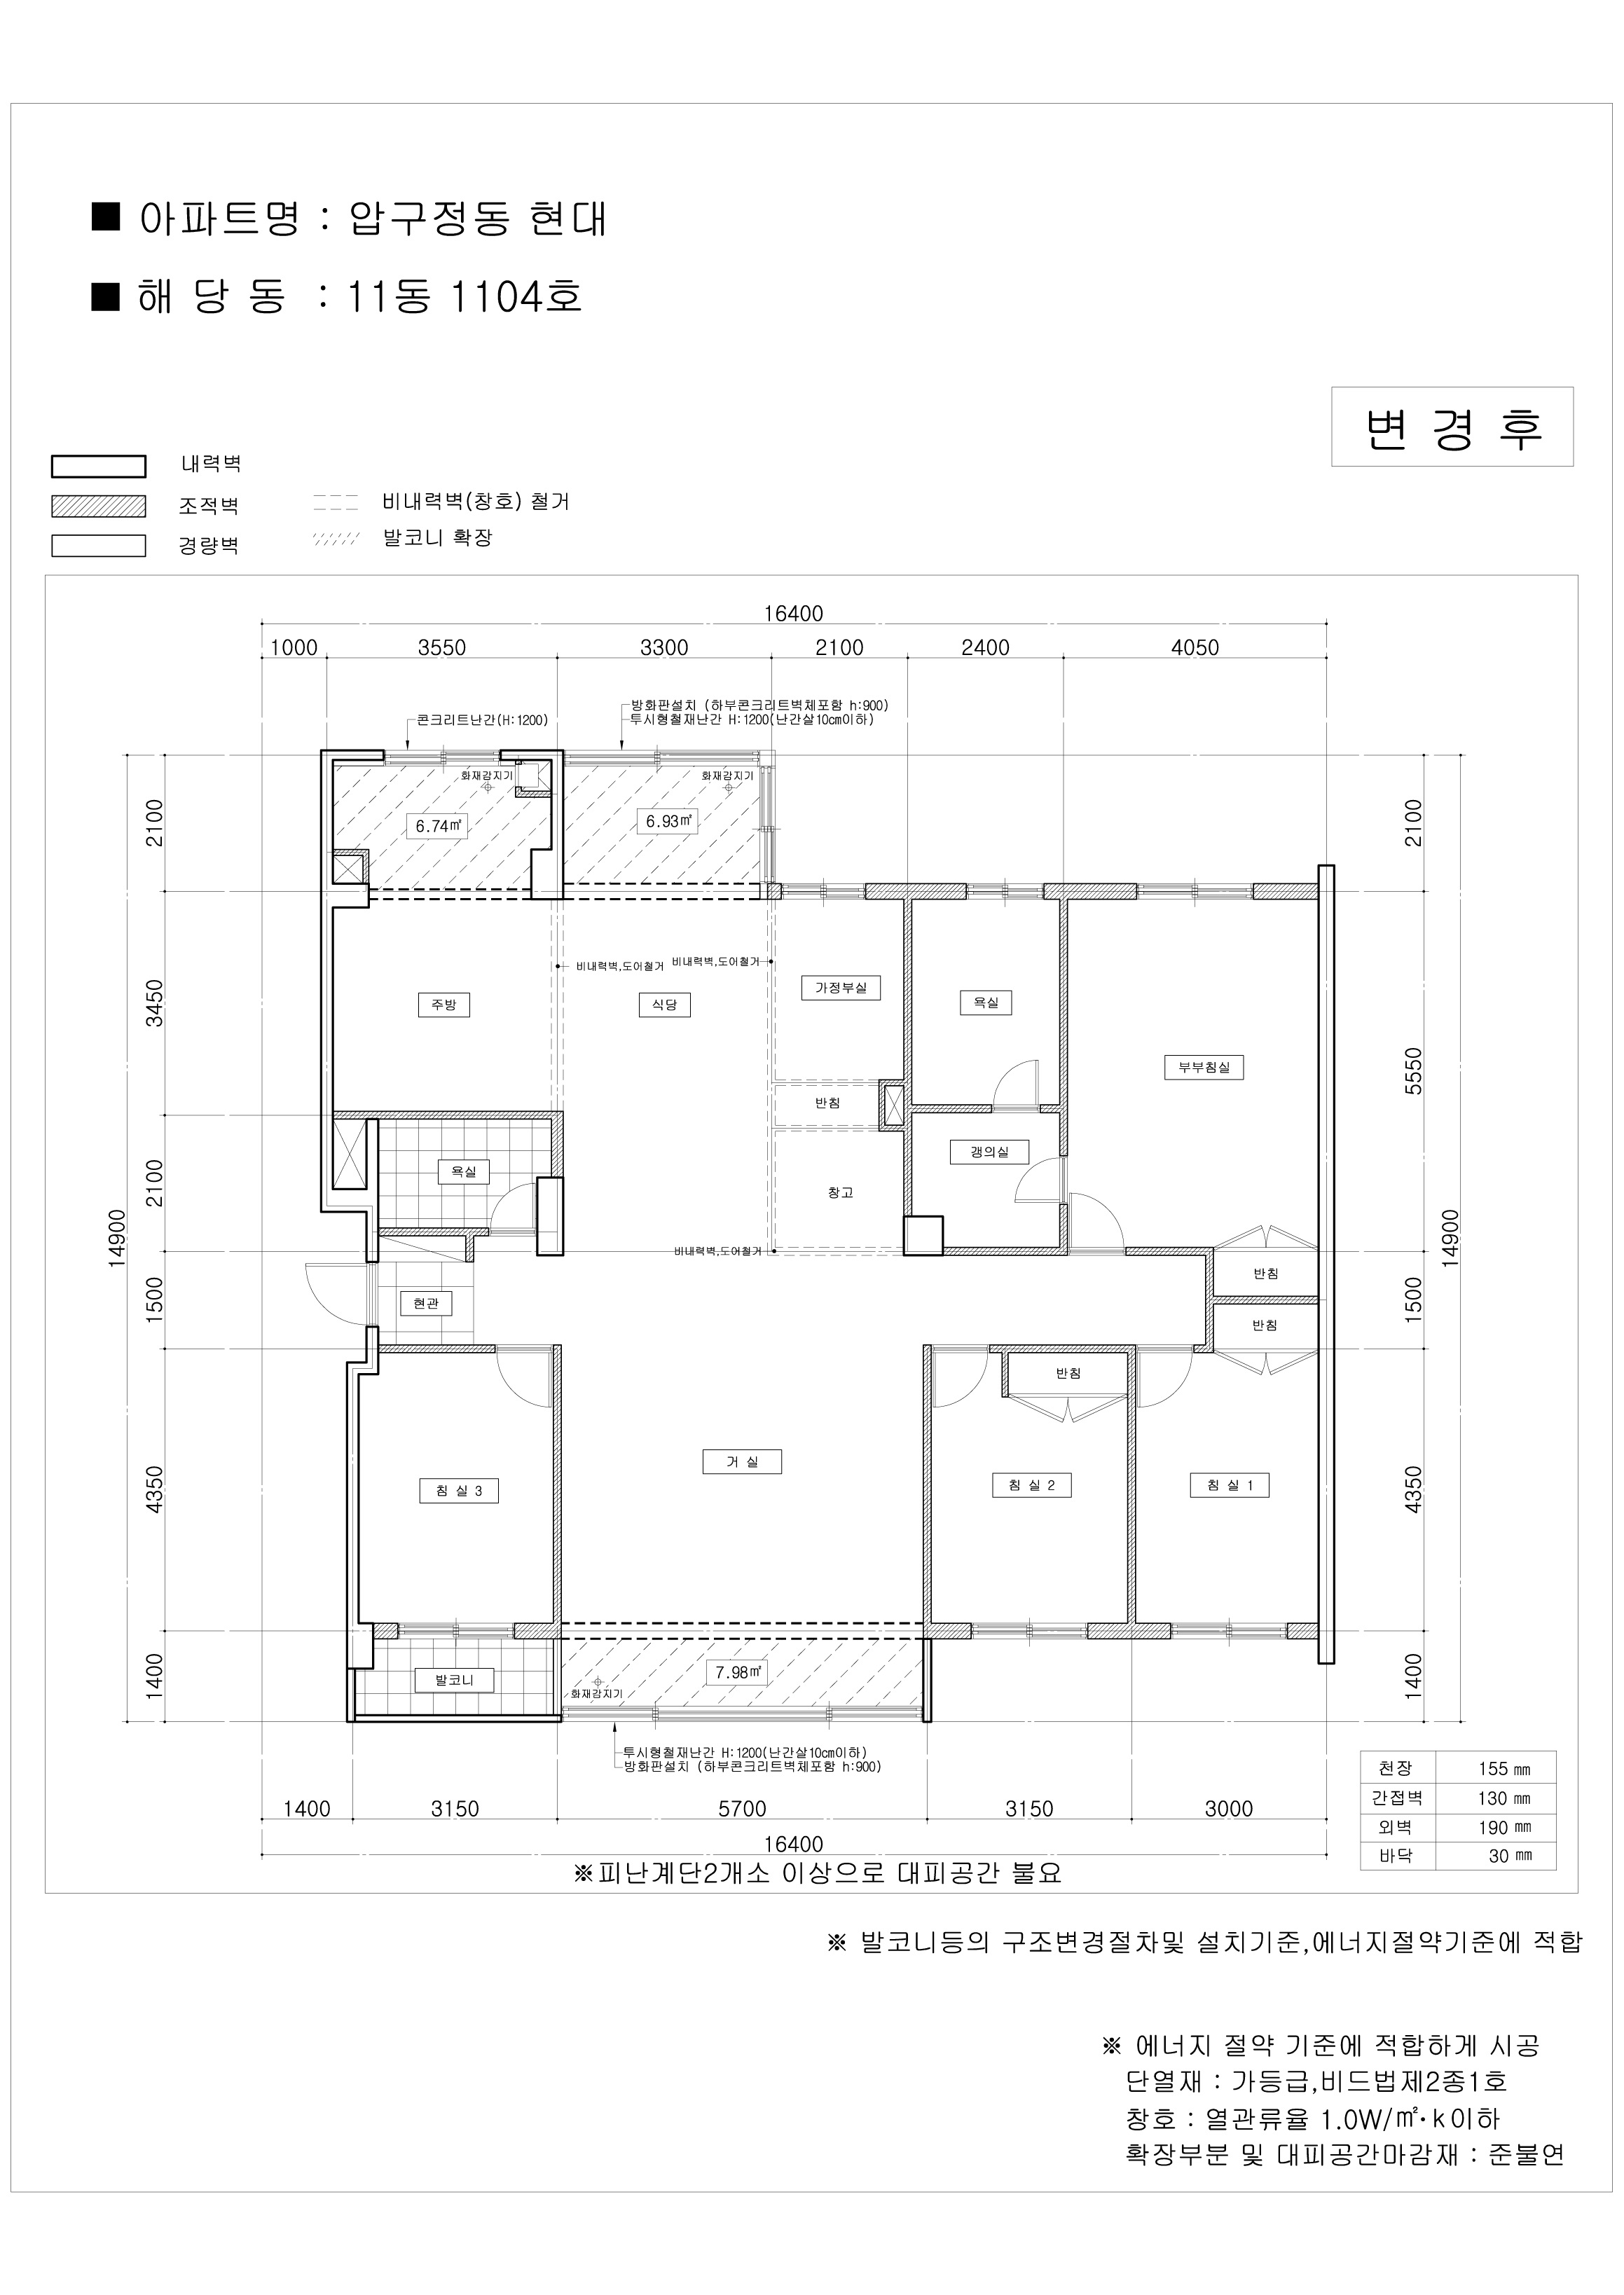 ■ 아파트명 : 압구정동 현대
■ 해 당 동 : 11동 1104호
변 경 후
내력벽
조적벽
경량벽
비내력벽(창호) 철거
발코니 확장
16400
1000 3550 3300 2100 2400 4050
콘크리트난간(H:1200)
방화판설치 (하부콘크리트벽체포함 h:900)
투시형철재난간 H:1200(난간살10cm이하)
화재감지기
화재감지기
6.74㎡
6.93㎡
2100
2100
비내력벽,도어철거
비내력벽,도어철거
주방
식당
가정부실
욕실
부부침실
3450
5550
반침
창고
욕실
갱의실
2100
14900
14900
비내력벽,도어철거
현관
반침
반침
1500
1500
반침
거 실
침 실 3
침 실 2
침 실 1
4350
4350
발코니
7.98㎡
화재감지기
1400
1400
투시형철재난간 H:1200(난간살10cm이하)
방화판설치 (하부콘크리트벽체포함 h:900)
1400 3150 5700 3150 3000
16400
천장 155 ㎜
간접벽 130 ㎜
외벽 190 ㎜
바닥 30 ㎜
※피난계단2개소 이상으로 대피공간 불요
※ 발코니등의 구조변경절차및 설치기준,에너지절약기준에 적합
※ 에너지 절약 기준에 적합하게 시공
단열재 : 가등급,비드법제2종1호
창호 : 열관류율 1.0W/㎡·k이하
확장부분 및 대피공간마감재 : 준불연